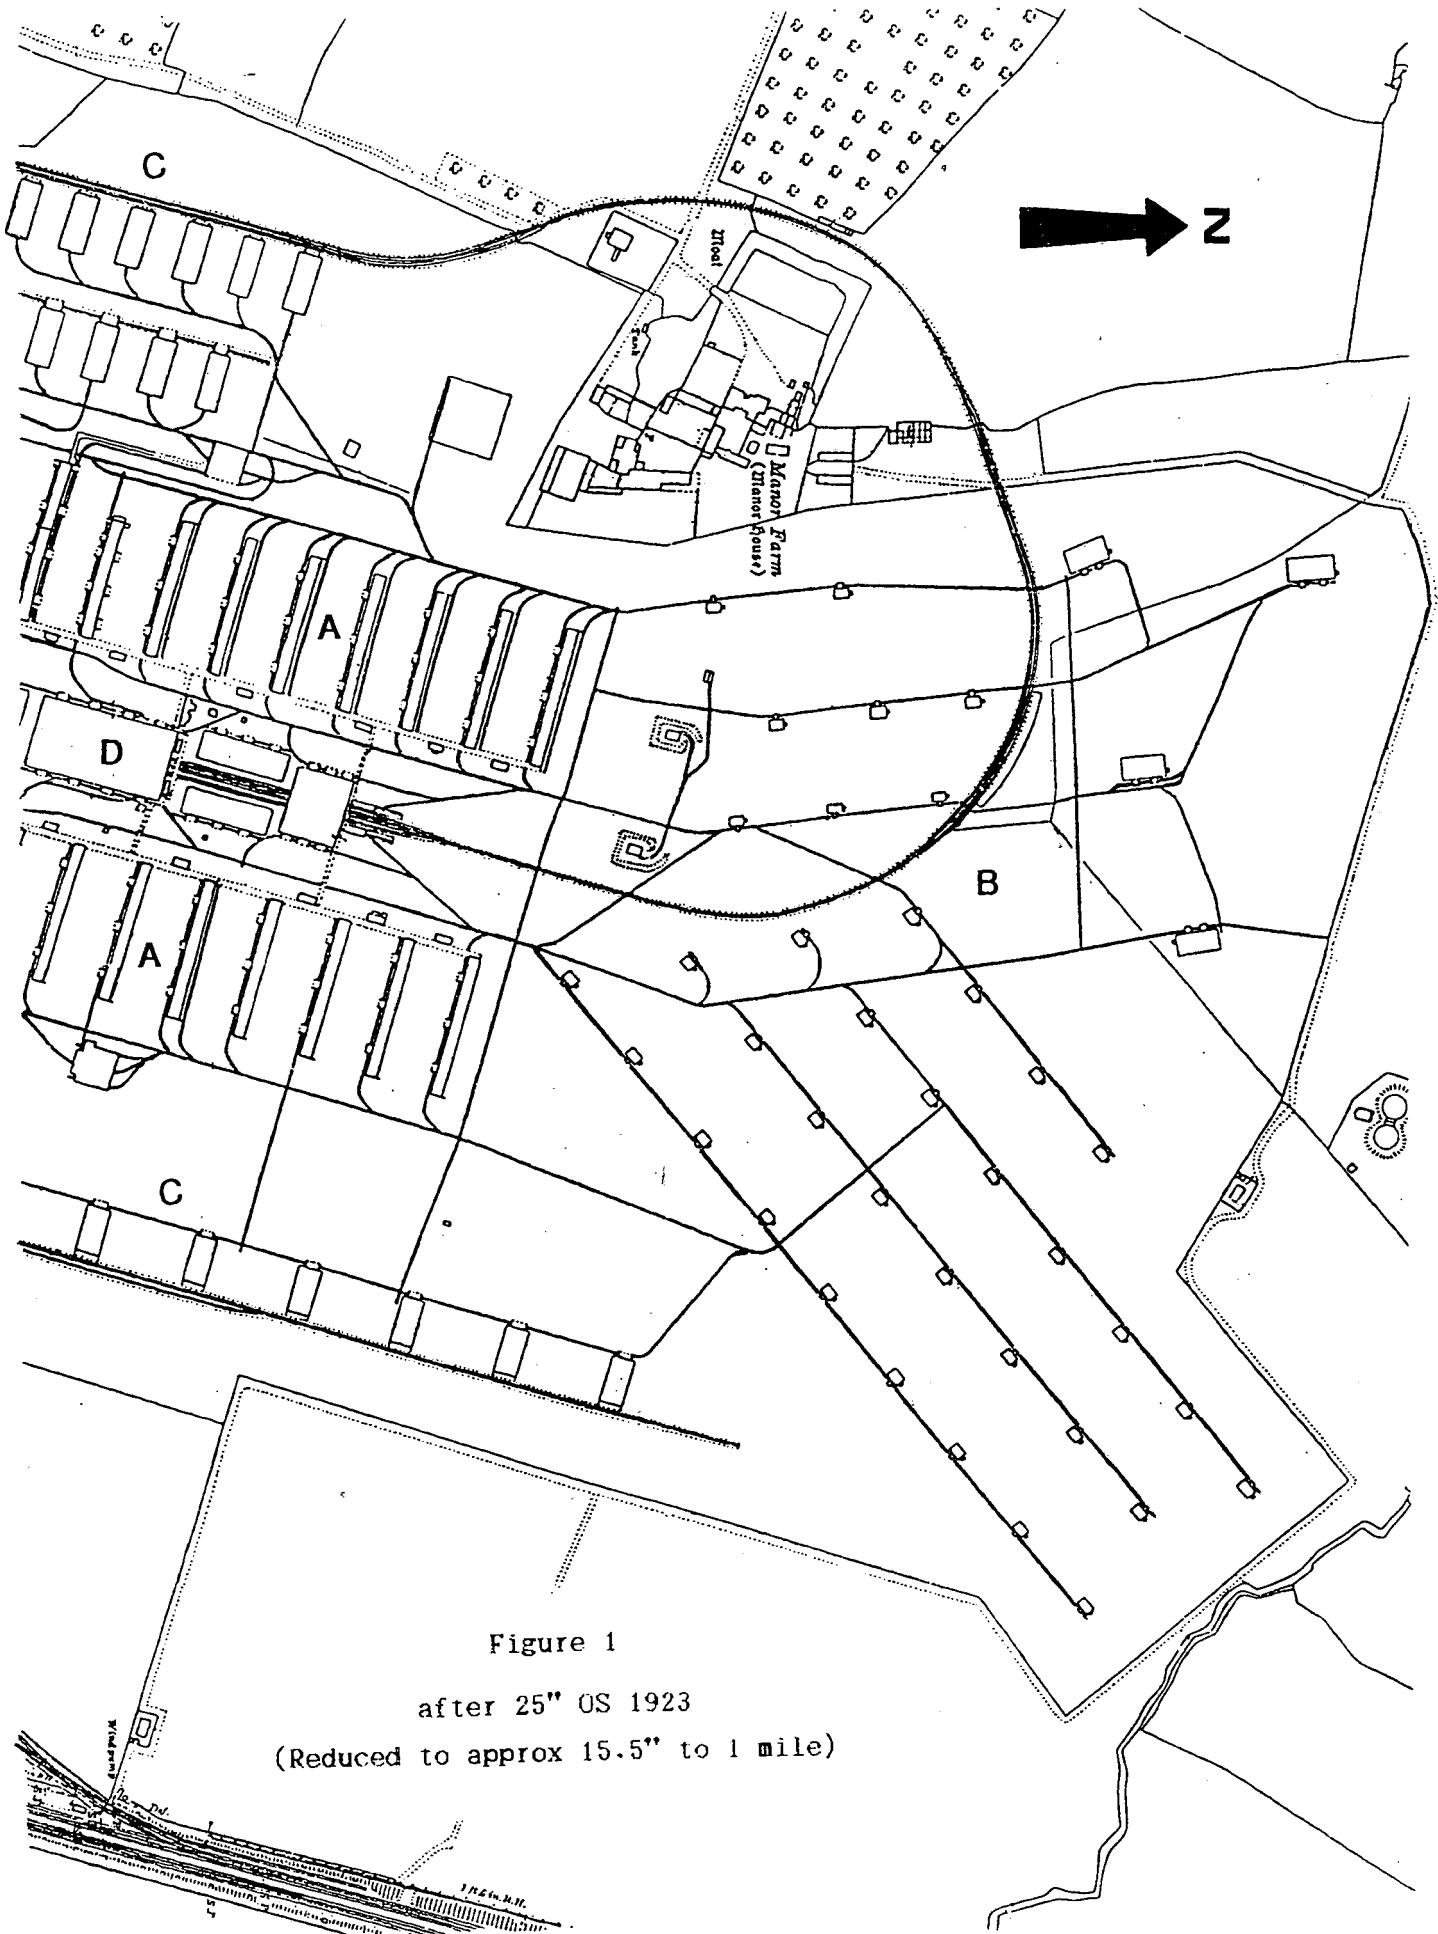 C
N
Moat
Tank
Manor Farm
(Manor House)
A
D
B
A
C
Figure 1
after 25" OS 1923
(Reduced to approx 15.5" to 1 mile)
Windpump